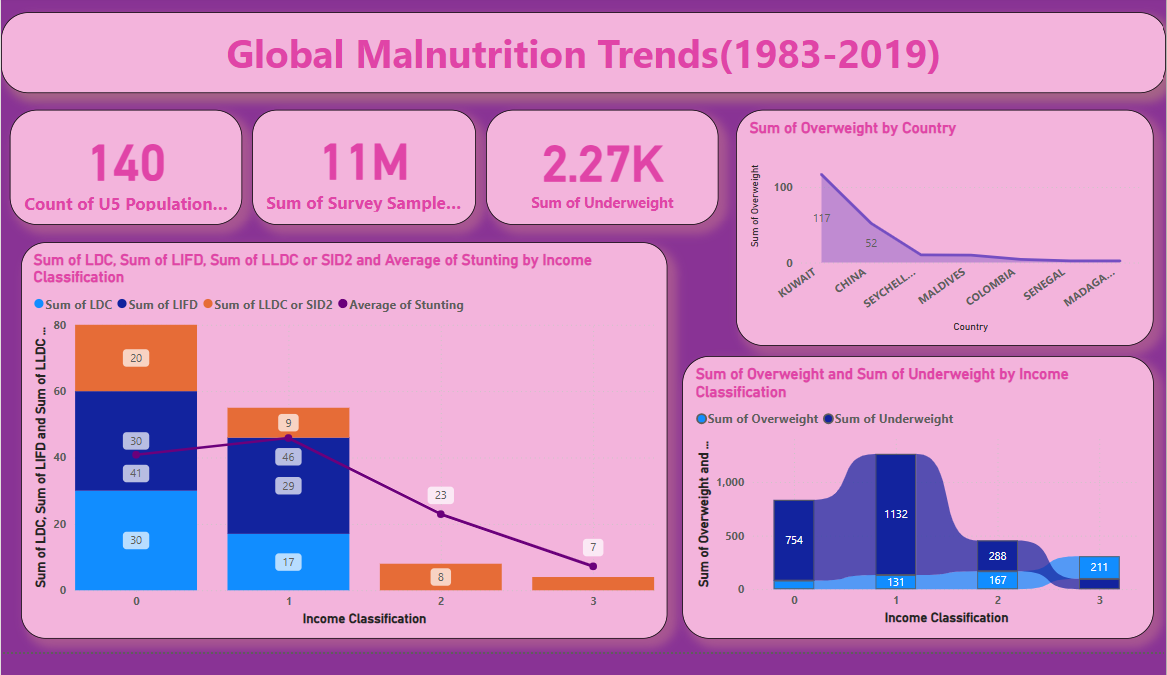 Global Malnutrition Trends(1983-2019)
140
Count of U5 Population...
11M
Sum of Survey Sample...
2.27K
Sum of Underweight
Sum of Overweight by Country
Sum of Overweight
100
0
117
52
KUWAIT
CHINA
SEYCHELL...
MALDIVES
COLOMBIA
SENEGAL
MADAGA...
Country
Sum of LDC, Sum of LIFD, Sum of LLDC or SID2 and Average of Stunting by Income
Classification
Sum of LDC Sum of LIFD Sum of LLDC or SID2 Average of Stunting
Sum of LDC, Sum of LIFD and Sum of LLDC ...
80
60
40
20
0
20
30
41
30
9
46
29
17
23
8
7
0 1 2 3
Income Classification
Sum of Overweight and Sum of Underweight by Income
Classification
Sum of Overweight Sum of Underweight
Sum of Overweight and ...
1,000
500
0
754
1132
131
288
167
211
0 1 2 3
Income Classification